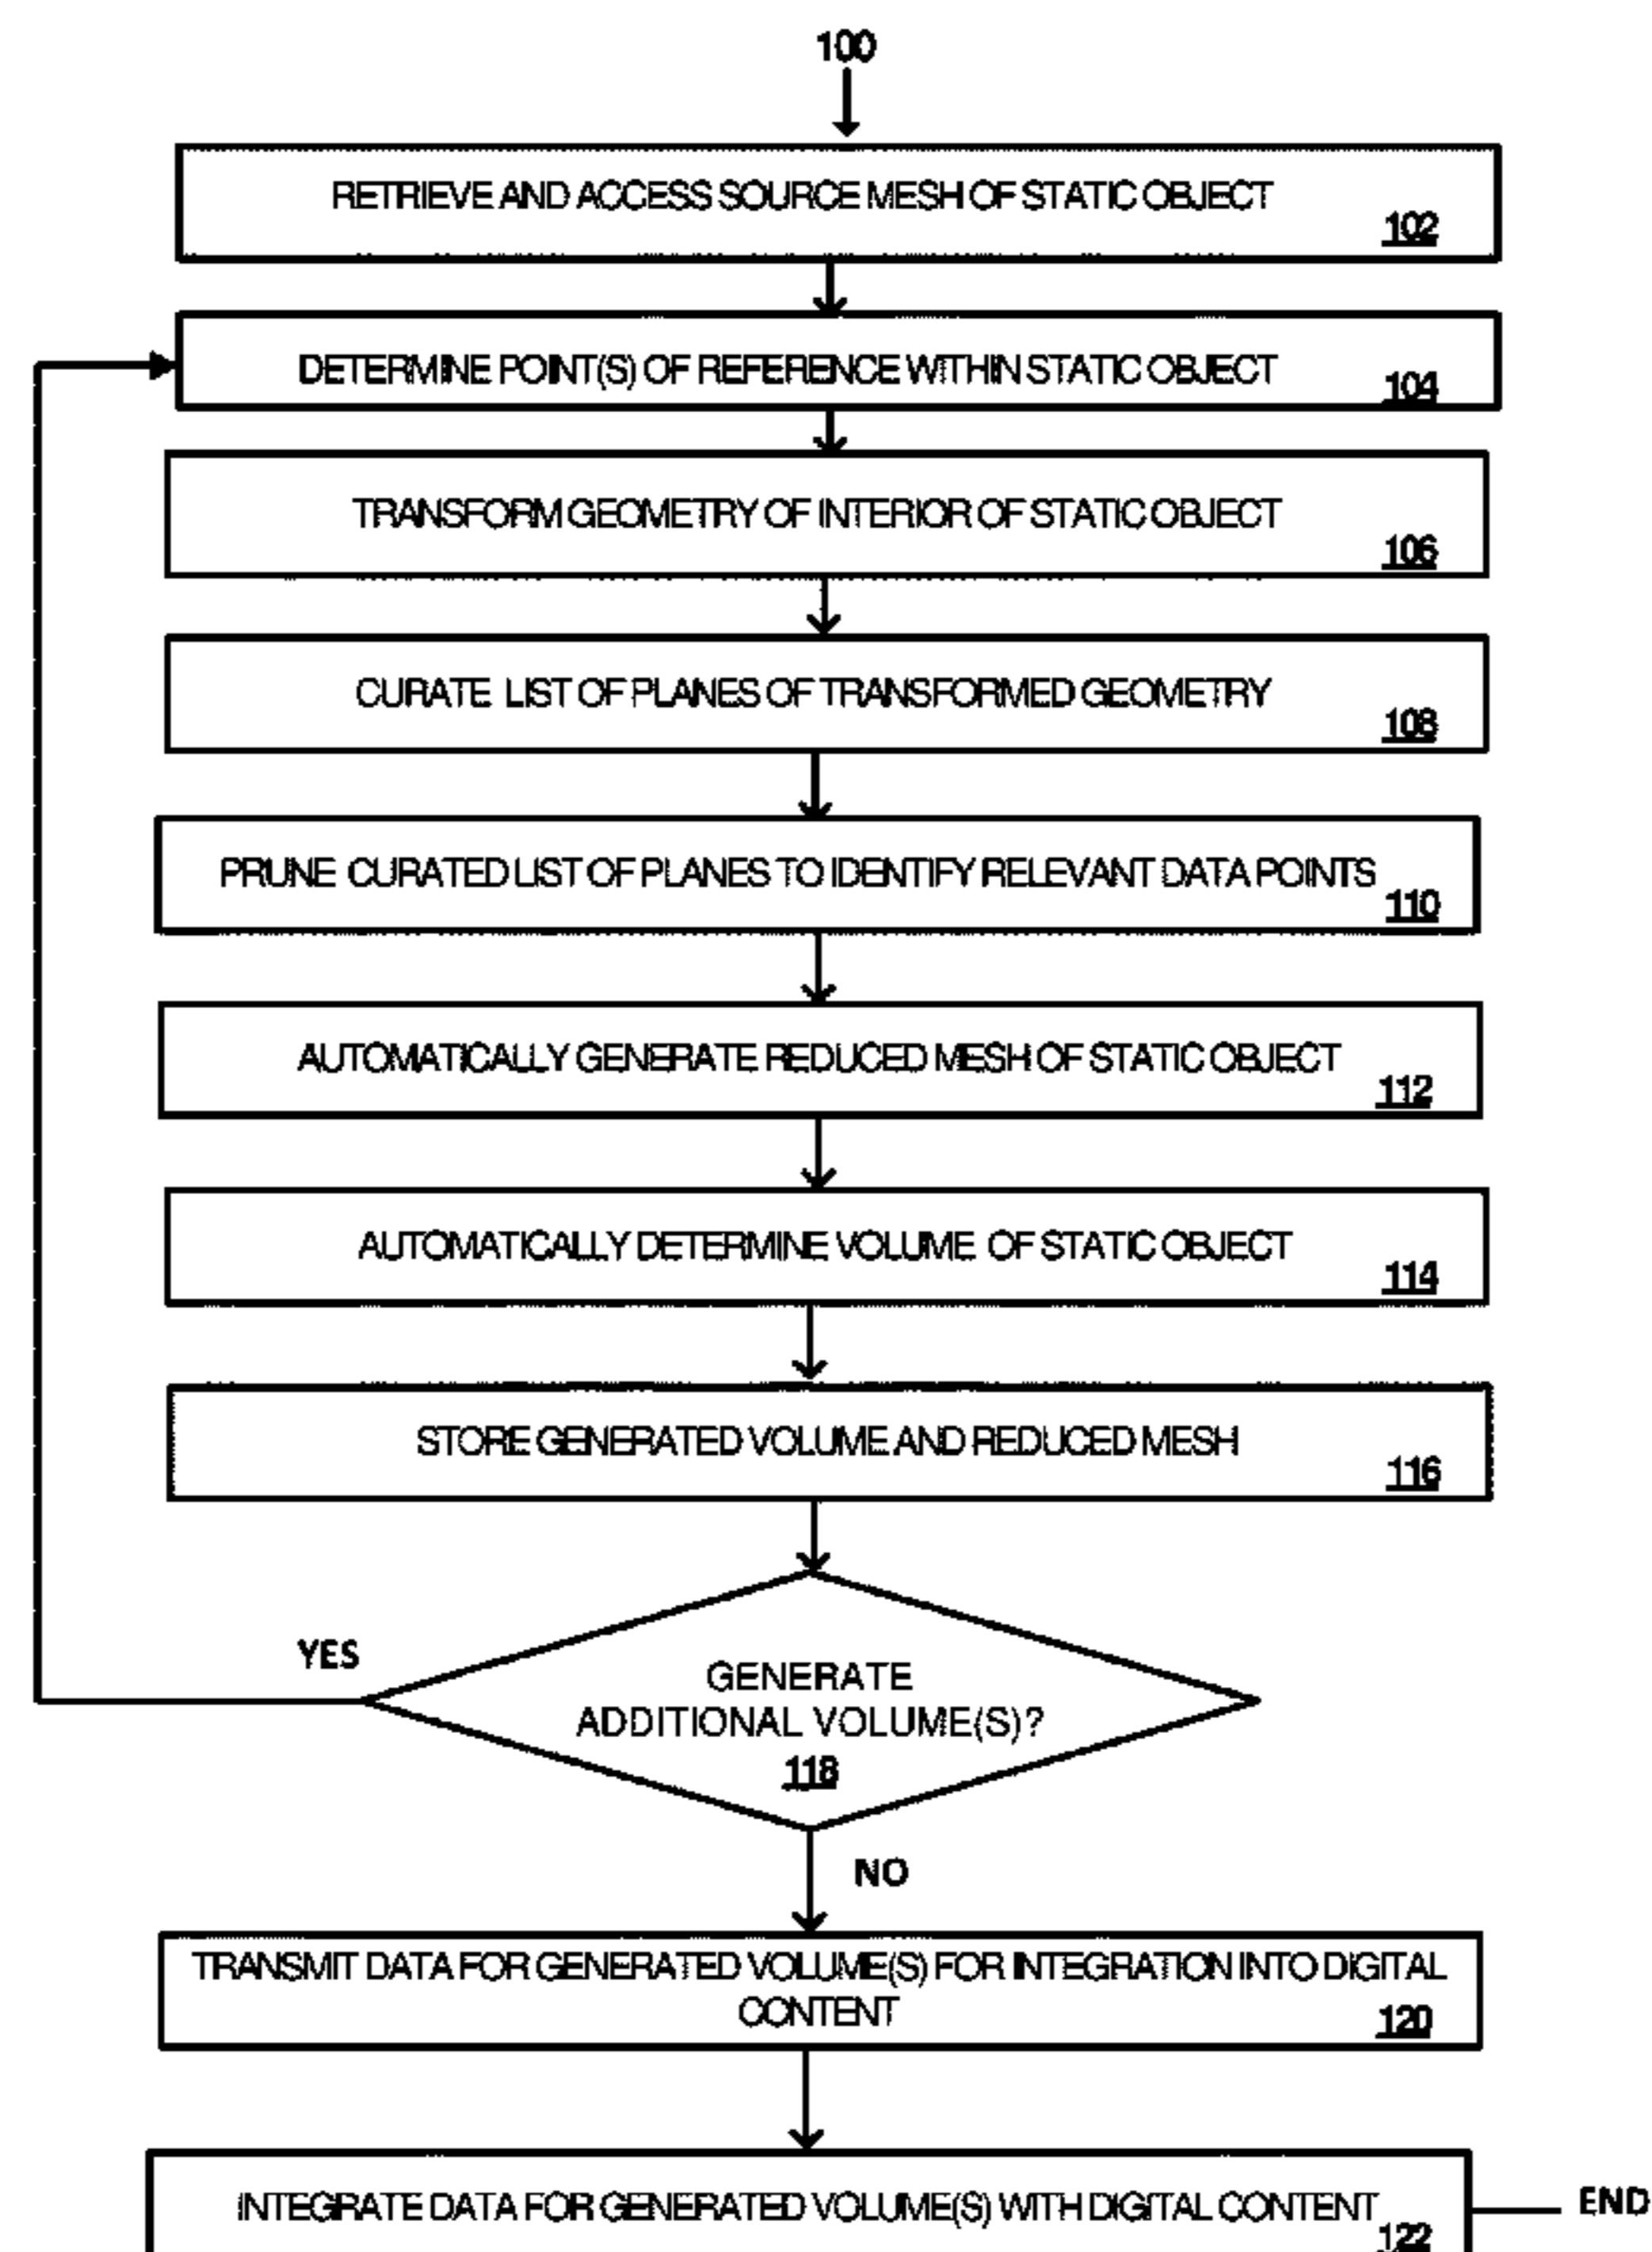 100
RETRIEVE AND ACCESS SOURCE MESH OF STATIC OBJECT
102
DETERMINE POINT(S) OF REFERENCE WITHIN STATIC OBJECT
104
TRANSFORM GEOMETRY OF INTERIOR OF STATIC OBJECT
106
CURATE LIST OF PLANES OF TRANSFORMED GEOMETRY
108
PRUNE CURATED LIST OF PLANES TO IDENTIFY RELEVANT DATA POINTS
110
AUTOMATICALLY GENERATE REDUCED MESH OF STATIC OBJECT
112
AUTOMATICALLY DETERMINE VOLUME OF STATIC OBJECT
114
STORE GENERATED VOLUME AND REDUCED MESH
116
YES
GENERATE
ADDITIONAL VOLUME(S)?
118
NO
TRANSMIT DATA FOR GENERATED VOLUME(S) FOR INTEGRATION INTO DIGITAL
CONTENT
120
INTEGRATE DATA FOR GENERATED VOLUME(S) WITH DIGITAL CONTENT
122
END